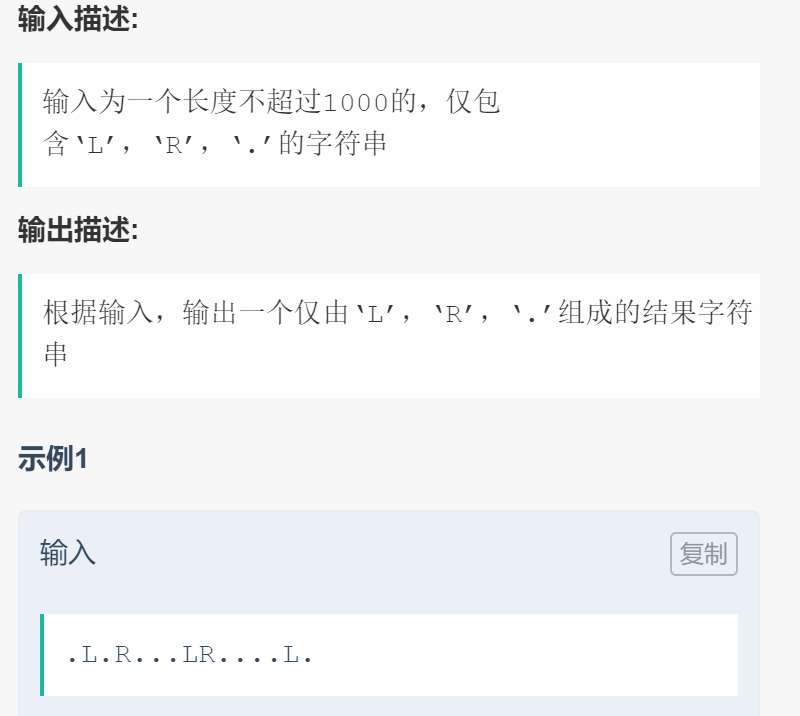 输入描述:
输入为一个长度不超过1000的，仅包
含‘L’，‘R’，‘.’的字符串
输出描述:
根据输入，输出一个仅由‘L’，‘R’，‘.’组成的结果字符
串
示例1
输入
复制
.L.R...LR....L.